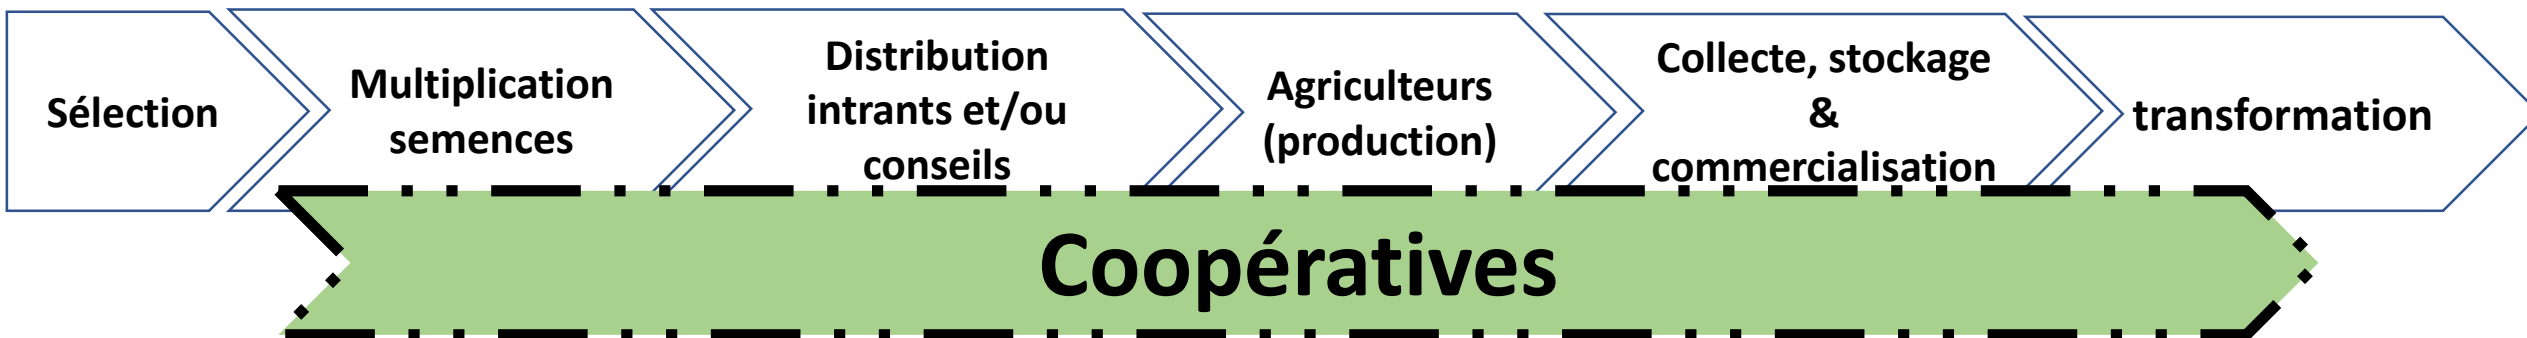 Sélection
Multiplication
semences
Distribution
intrants et/ou
conseils
Agriculteurs
(production)
Collecte, stockage
&
commercialisation
transformation
Coopératives